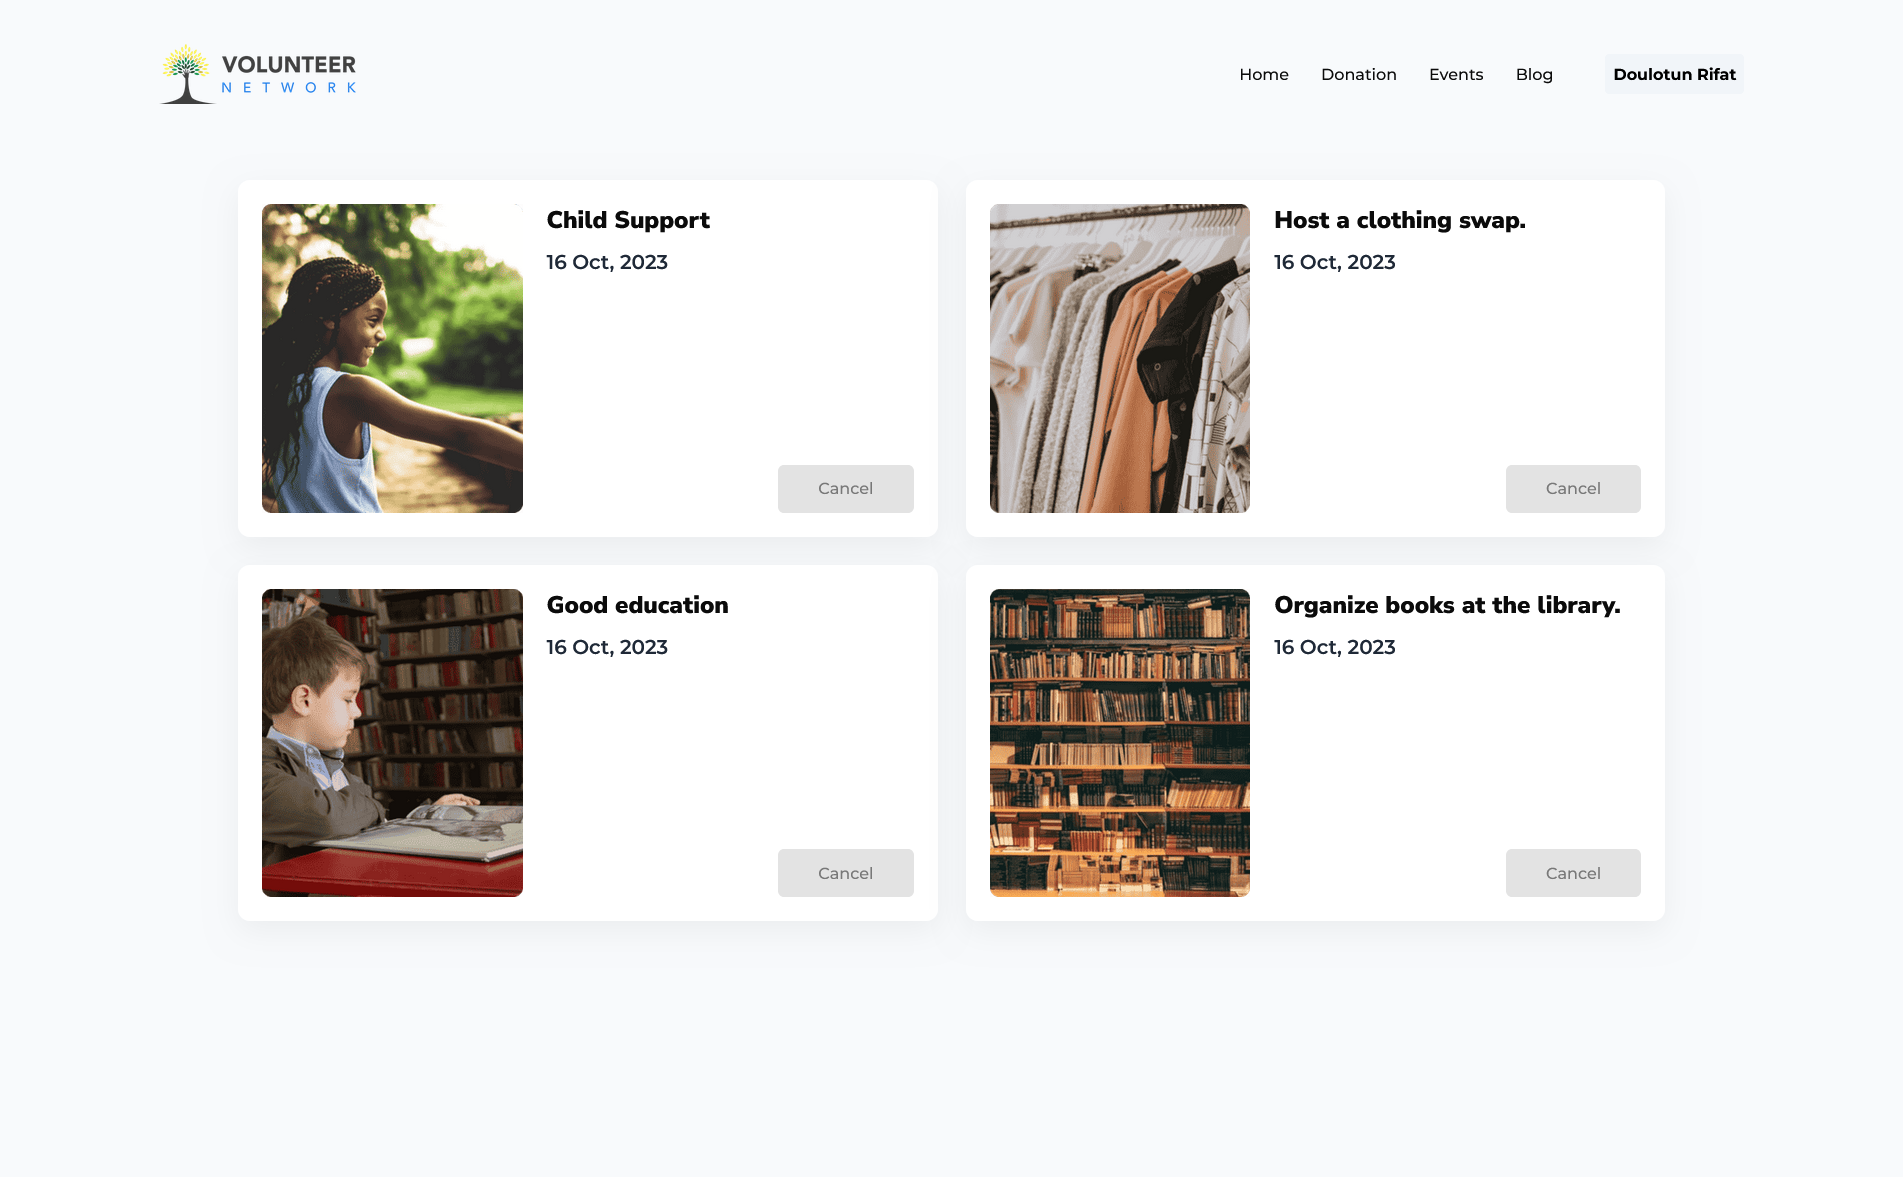 VOLUNTEER
NETWORK
Home Donation Events Blog Doulotun Rifat
Child Support
16 Oct, 2023
Cancel
Host a clothing swap.
16 Oct, 2023
Cancel
Good education
16 Oct, 2023
Cancel
Organize books at the library.
16 Oct, 2023
Cancel